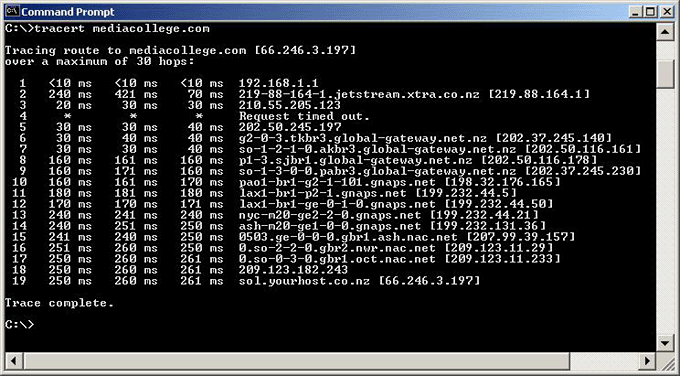 Command Prompt
C:\>tracert mediacollege.com
Tracing route to mediacollege.com [66.246.3.197]
over a maximum of 30 hops:
1 <10 ms <10 ms <10 ms 192.168.1.1
2 240 ms 421 ms 70 ms 219-88-164-1.jetstream.xtra.co.nz [219.88.164.1]
3 20 ms 30 ms 30 ms 210.55.205.123
4 * * * Request timed out.
5 30 ms 30 ms 40 ms 202.50.245.197
6 30 ms 40 ms 40 ms g2-0-3.tkbr3.global-gateway.net.nz [202.37.245.140]
7 30 ms 30 ms 40 ms so-1-2-1-0.akbr3.global-gateway.net.nz [202.50.116.161]
8 160 ms 161 ms 160 ms p1-3.sjbr1.global-gateway.net.nz [202.50.116.178]
9 160 ms 171 ms 160 ms so-1-3-0-0.pabr3.global-gateway.net.nz [202.37.245.230]
10 160 ms 161 ms 170 ms pao1-br1-g2-1-101.gnaps.net [198.32.176.165]
11 180 ms 181 ms 180 ms lax1-br1-p2-1.gnaps.net [199.232.44.5]
12 170 ms 170 ms 171 ms lax1-br1-ge-0-1-0.gnaps.net [199.232.44.50]
13 240 ms 241 ms 240 ms nyc-m20-ge2-2-0.gnaps.net [199.232.44.21]
14 240 ms 251 ms 250 ms ash-m20-ge1-0-0.gnaps.net [199.232.131.36]
15 241 ms 240 ms 250 ms 0503.ge-0-0-0.gbr1.ash.nac.net [207.99.39.157]
16 251 ms 260 ms 250 ms 0.so-2-2-0.gbr2.nwr.nac.net [209.123.11.29]
17 250 ms 260 ms 261 ms 0.so-0-3-0.gbr1.oct.nac.net [209.123.11.233]
18 250 ms 260 ms 261 ms 209.123.182.243
19 250 ms 260 ms 261 ms sol.yourhost.co.nz [66.246.3.197]
Trace complete.
C:\>